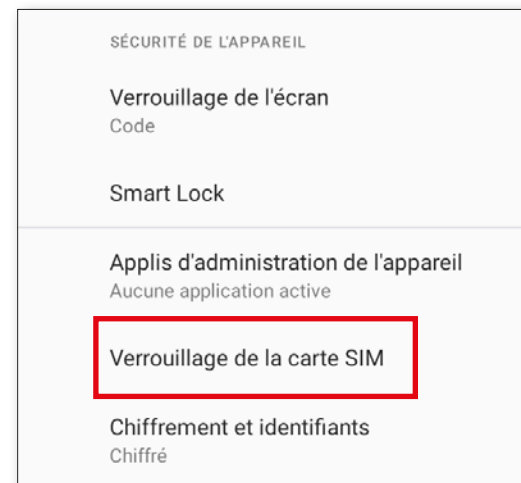 SÉCURITÉ DE L'APPAREIL
Verrouillage de l'écran
Code
Smart Lock
Applis d'administration de l'appareil
Aucune application active
Verrouillage de la carte SIM
Chiffrement et identifiants
Chiffré